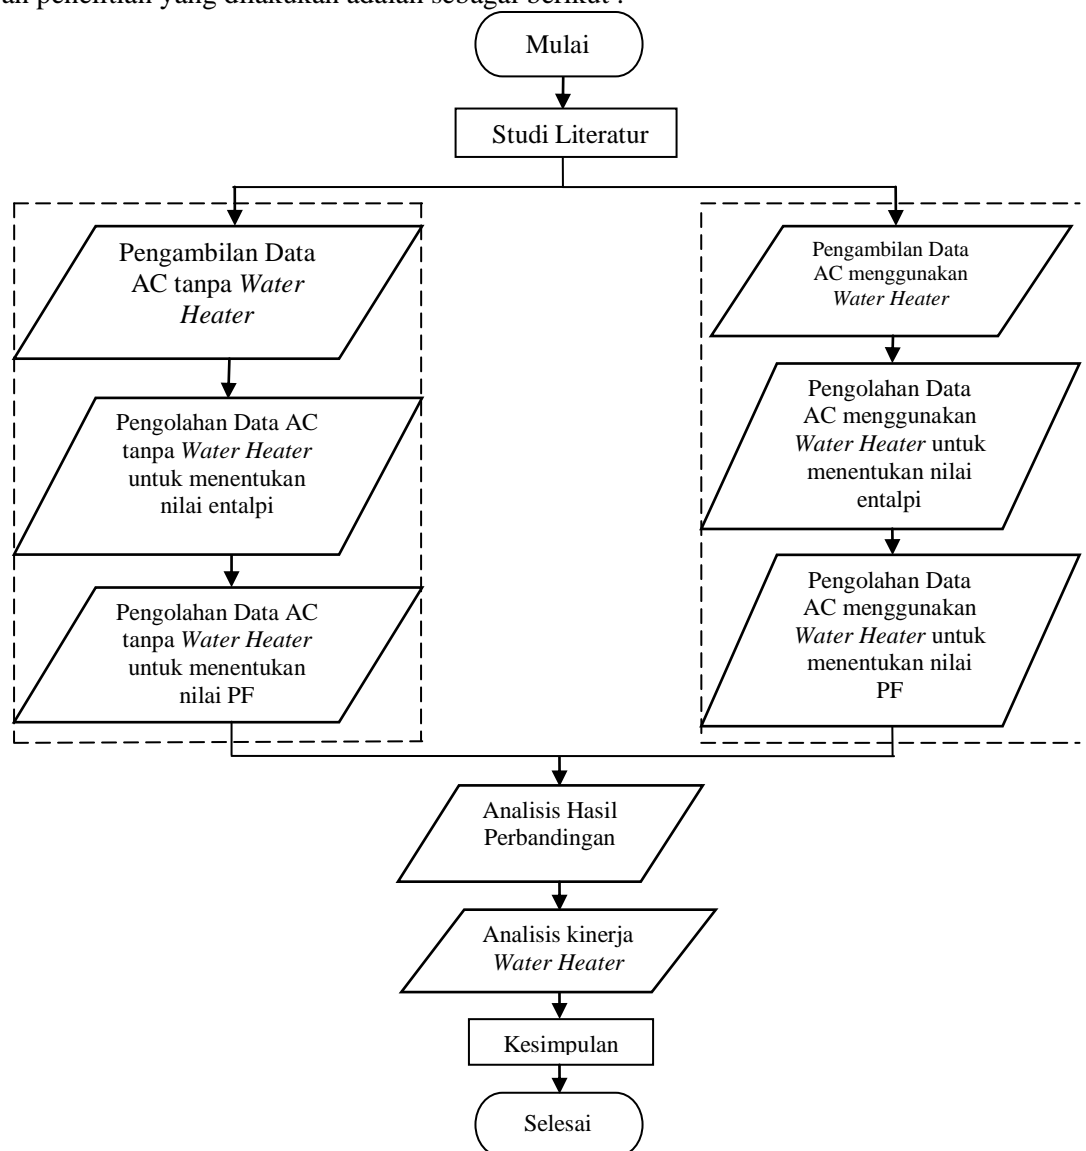 penelitian yang dilakukan adalah sebagai berikut :
Mulai
Studi Literatur
Pengambilan Data
AC tanpa Water
Heater
Pengolahan Data AC
tanpa Water Heater
untuk menentukan
nilai entalpi
Pengolahan Data AC
tanpa Water Heater
untuk menentukan
nilai PF
Pengambilan Data
AC menggunakan
Water Heater
Pengolahan Data
AC menggunakan
Water Heater untuk
menentukan nilai
entalpi
Pengolahan Data
AC menggunakan
Water Heater untuk
menentukan nilai
PF
Analisis Hasil
Perbandingan
Analisis kinerja
Water Heater
Kesimpulan
Selesai